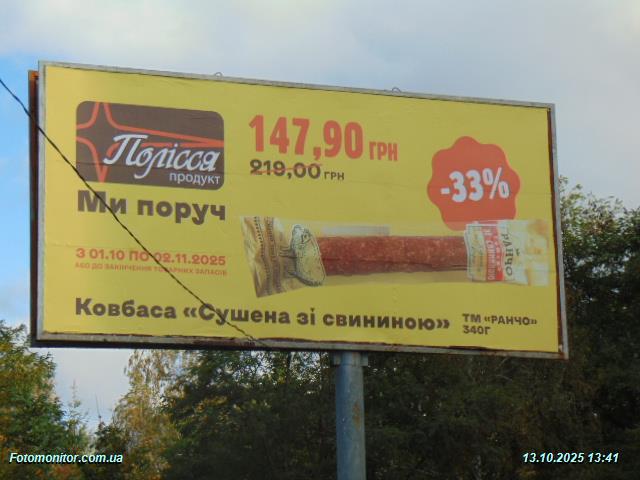 Полісся
продукт
Ми поруч
147,90 ГРН
219,00 ГРН
-33%
З 01.10 ПО 02.11.2025
АБО ДО ЗАКІНЧЕННЯ ТОВАРНИХ ЗАПАСІВ
РАНЧО
Ковбаса «Сушена зі свининою»
ТМ «РАНЧО»
340Г
Fotomonitor.com.ua
13.10.2025 13:41